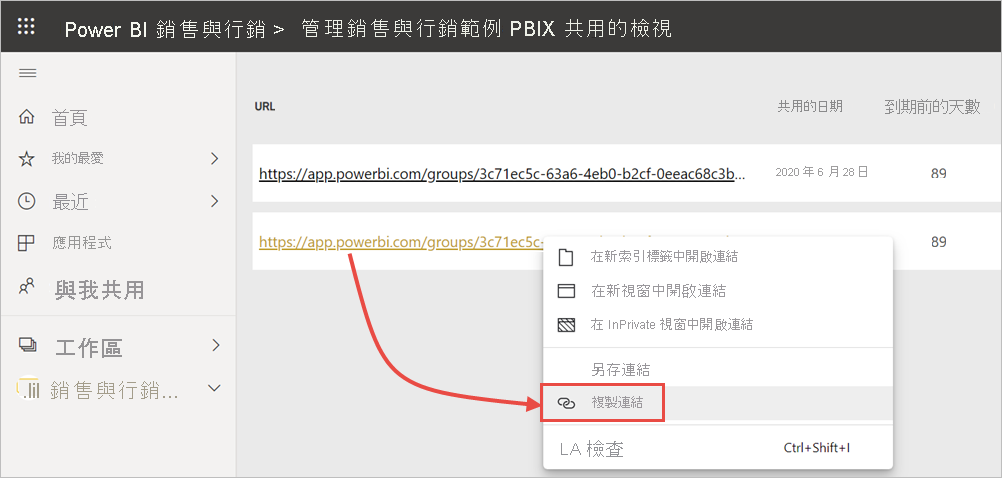 Power BI 銷售與行銷 > 管理銷售與行銷範例 PBIX 共用的檢視
首頁
我的最愛
最近
應用程式
與我共用
工作區
.lil 銷售與行銷...
URL 共用的日期 到期前的天數
https://app.powerbi.com/groups/3c71ec5c-63a6-4eb0-b2cf-0eeac68c3b... 2020 年 6 月 28 日 89
https://app.powerbi.com/groups/3c71ec5c- 89
在新索引標籤中開啟連結
在新視窗中開啟連結
在 InPrivate 視窗中開啟連結
另存連結
複製連結
LA 檢查 Ctrl+Shift+I